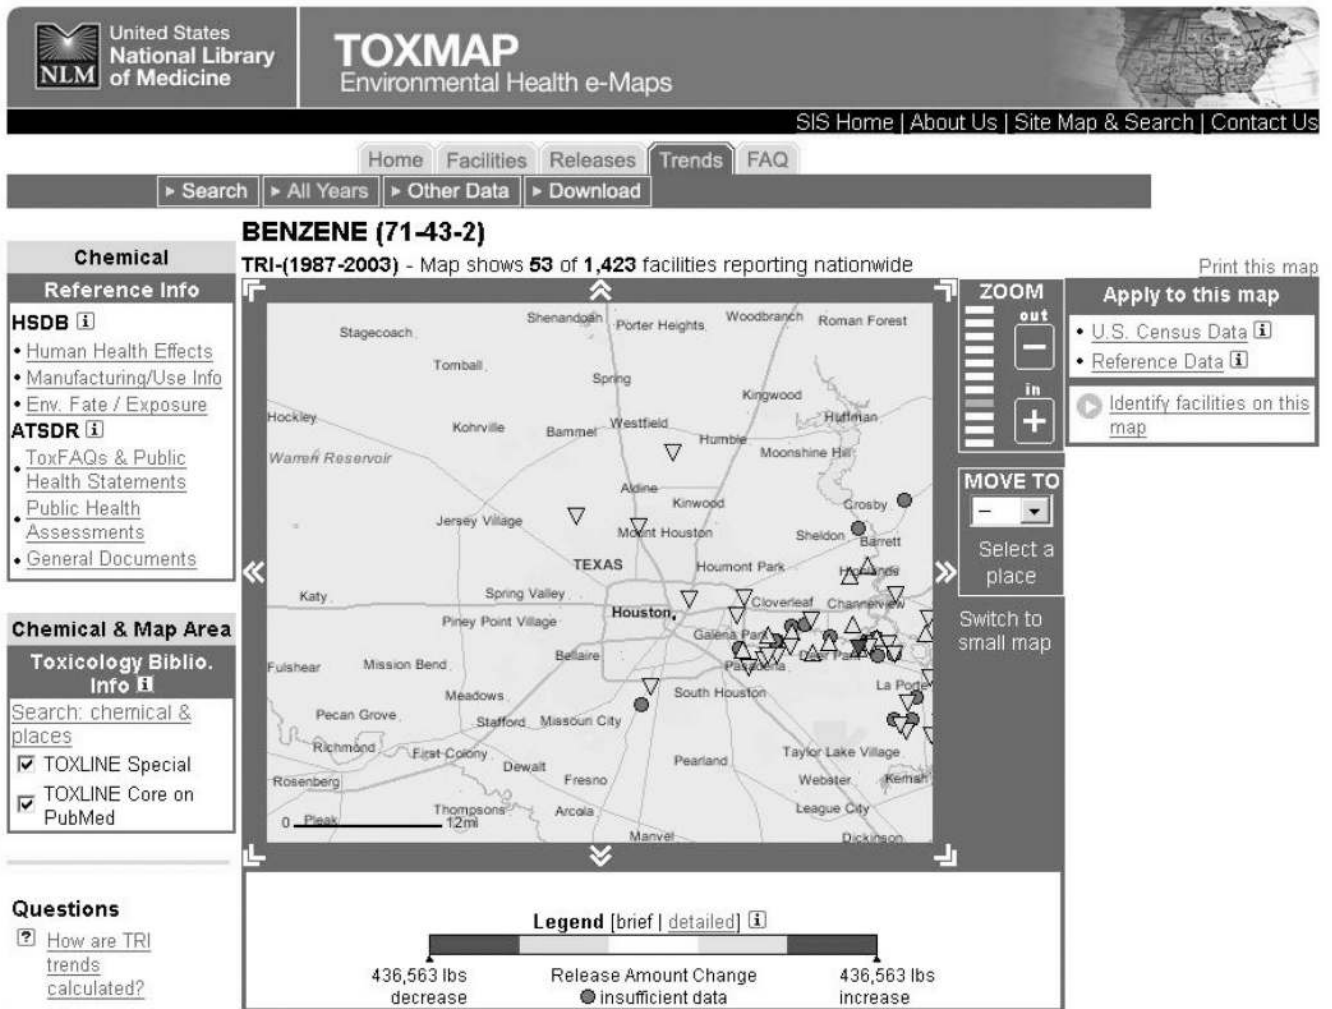 United States
National Library
of Medicine
NLM
TOXMAP
Environmental Health e-Maps
SIS Home | About Us | Site Map & Search | Contact Us
Home
Facilities
Releases
Trends
FAQ
Search
All Years
Other Data
Download
BENZENE (71-43-2)
TRI-(1987-2003) - Map shows 53 of 1,423 facilities reporting nationwide
Print this map
Chemical
Reference Info
HSDB i
• Human Health Effects
• Manufacturing/Use Info
• Env. Fate / Exposure
ATSDR i
• ToxFAQs & Public
Health Statements
• Public Health
Assessments
• General Documents
Chemical & Map Area
Toxicology Biblio.
Info i
Search: chemical &
places
TOXLINE Special
TOXLINE Core on
PubMed
Questions
? How are TRI
trends
calculated?
Stagecoach
Shenandoah
Porter Heights
Woodbranch
Roman Forest
Tomball
Spring
Kingwood
Hockley
Kohrville
Bammel
Westfield
Humble
Huffman
Warren Reservoir
Moonshine Hill
Aldine
Kinwood
Crosby
Jersey Village
Mount Houston
Sheldon
Barrett
TEXAS
Houmont Park
Highlands
Katy
Spring Valley
Houston
Cloverleaf
Channelview
Piney Point Village
Galena Park
Fulshear
Mission Bend
Bellaire
Pasadena
Deer Park
Meadows
South Houston
La Porte
Pecan Grove
Stafford
Missouri City
Richmond
First Colony
Dewalt
Pearland
Taylor Lake Village
Rosenberg
Fresno
Webster
Kemah
Thompsons
Arcola
League City
0
Pleak
12mi
Manvel
Dickinson
ZOOM
out
in
MOVE TO
–
Select a
place
Switch to
small map
Apply to this map
• U.S. Census Data i
• Reference Data i
Identify facilities on this
map
Legend [brief | detailed] i
436,563 lbs
decrease
Release Amount Change
insufficient data
436,563 lbs
increase